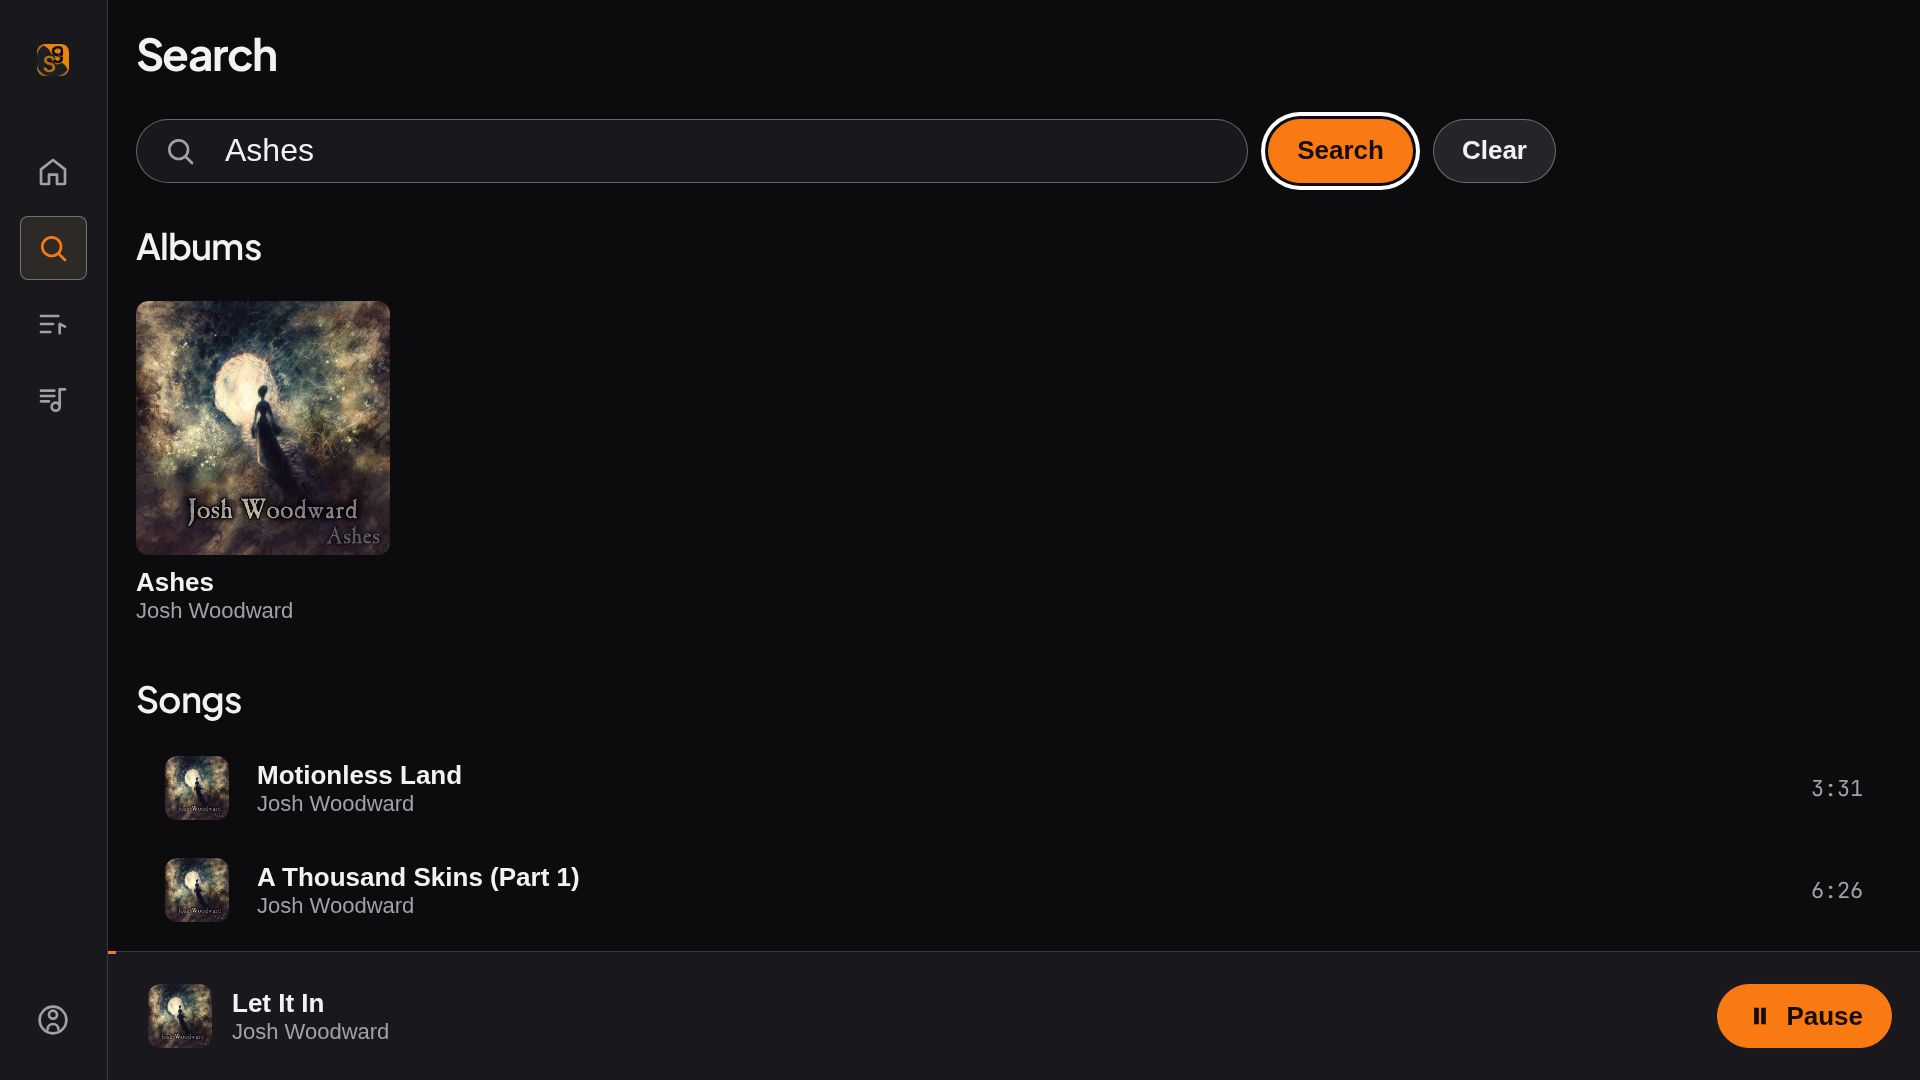 Search
Ashes
Search
Clear
Albums
Josh Woodward
Ashes
Ashes
Josh Woodward
Songs
Motionless Land
Josh Woodward
3:31
A Thousand Skins (Part 1)
Josh Woodward
6:26
Let It In
Josh Woodward
Pause